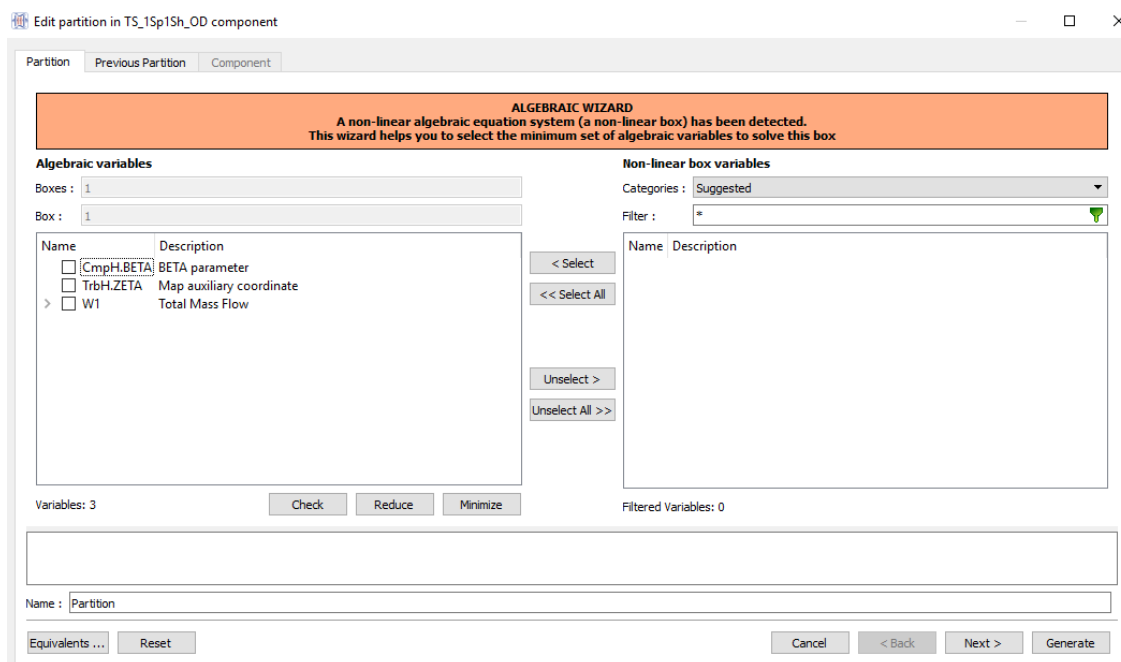 Edit partition in TS_1Sp1Sh_OD component
Partition Previous Partition Component
ALGEBRAIC WIZARD
A non-linear algebraic equation system (a non-linear box) has been detected.
This wizard helps you to select the minimum set of algebraic variables to solve this box
Algebraic variables
Boxes : 1
Box : 1
Name Description
CmpH.BETA BETA parameter
TrbH.ZETA Map auxiliary coordinate
W1 Total Mass Flow
Variables: 3 Check Reduce Minimize
< Select
<< Select All
Unselect >
Unselect All >>
Non-linear box variables
Categories : Suggested
Filter : *
Name Description
Filtered Variables: 0
Name : Partition
Equivalents ... Reset Cancel < Back Next > Generate